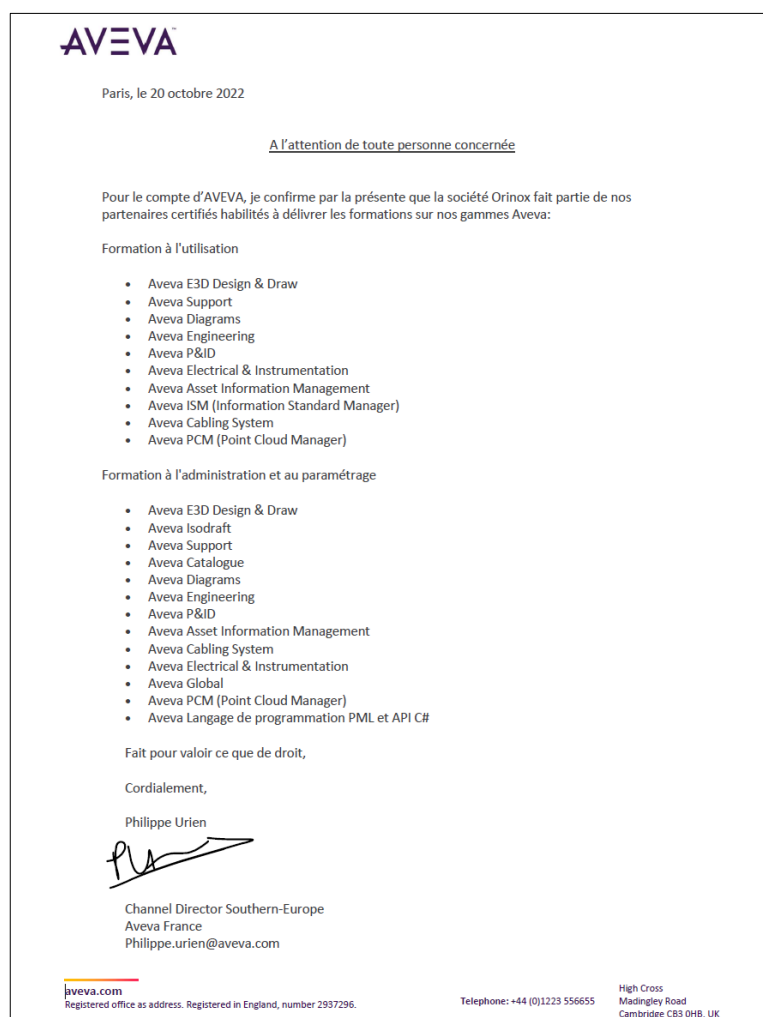 AVEVA
Paris, le 20 octobre 2022
A l'attention de toute personne concernée
Pour le compte d'AVEVA, je confirme par la présente que la société Orinox fait partie de nos
partenaires certifiés habilités à délivrer les formations sur nos gammes Aveva:
Formation à l'utilisation
• Aveva E3D Design & Draw
• Aveva Support
• Aveva Diagrams
• Aveva Engineering
• Aveva P&ID
• Aveva Electrical & Instrumentation
• Aveva Asset Information Management
• Aveva ISM (Information Standard Manager)
• Aveva Cabling System
• Aveva PCM (Point Cloud Manager)
Formation à l'administration et au paramétrage
• Aveva E3D Design & Draw
• Aveva Isodraft
• Aveva Support
• Aveva Catalogue
• Aveva Diagrams
• Aveva Engineering
• Aveva P&ID
• Aveva Asset Information Management
• Aveva Cabling System
• Aveva Electrical & Instrumentation
• Aveva Global
• Aveva PCM (Point Cloud Manager)
• Aveva Langage de programmation PML et API C#
Fait pour valoir ce que de droit,
Cordialement,
Philippe Urien
Channel Director Southern-Europe
Aveva France
Philippe.urien@aveva.com
aveva.com
Registered office as address. Registered in England, number 2937296.
Telephone: +44 (0)1223 556655
High Cross
Madingley Road
Cambridge CB3 0HB, UK